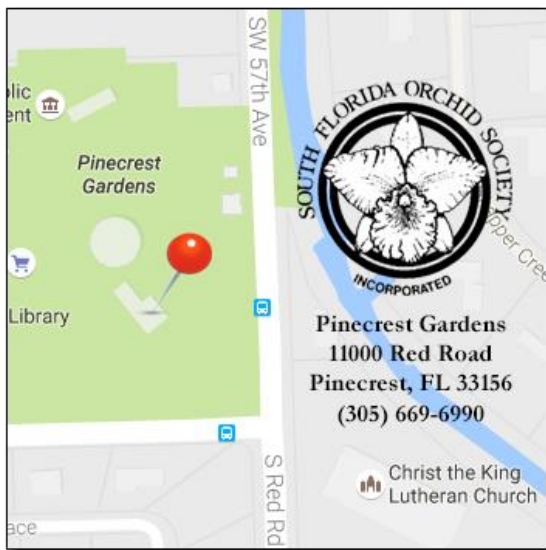 SW 57th Ave
SOUTH FLORIDA ORCHID SOCIETY
INCORPORATED
Pinecrest
Gardens
Library
Pinecrest Gardens
11000 Red Road
Pinecrest, FL 33156
(305) 669-6990
S Red Rd
Christ the King
Lutheran Church